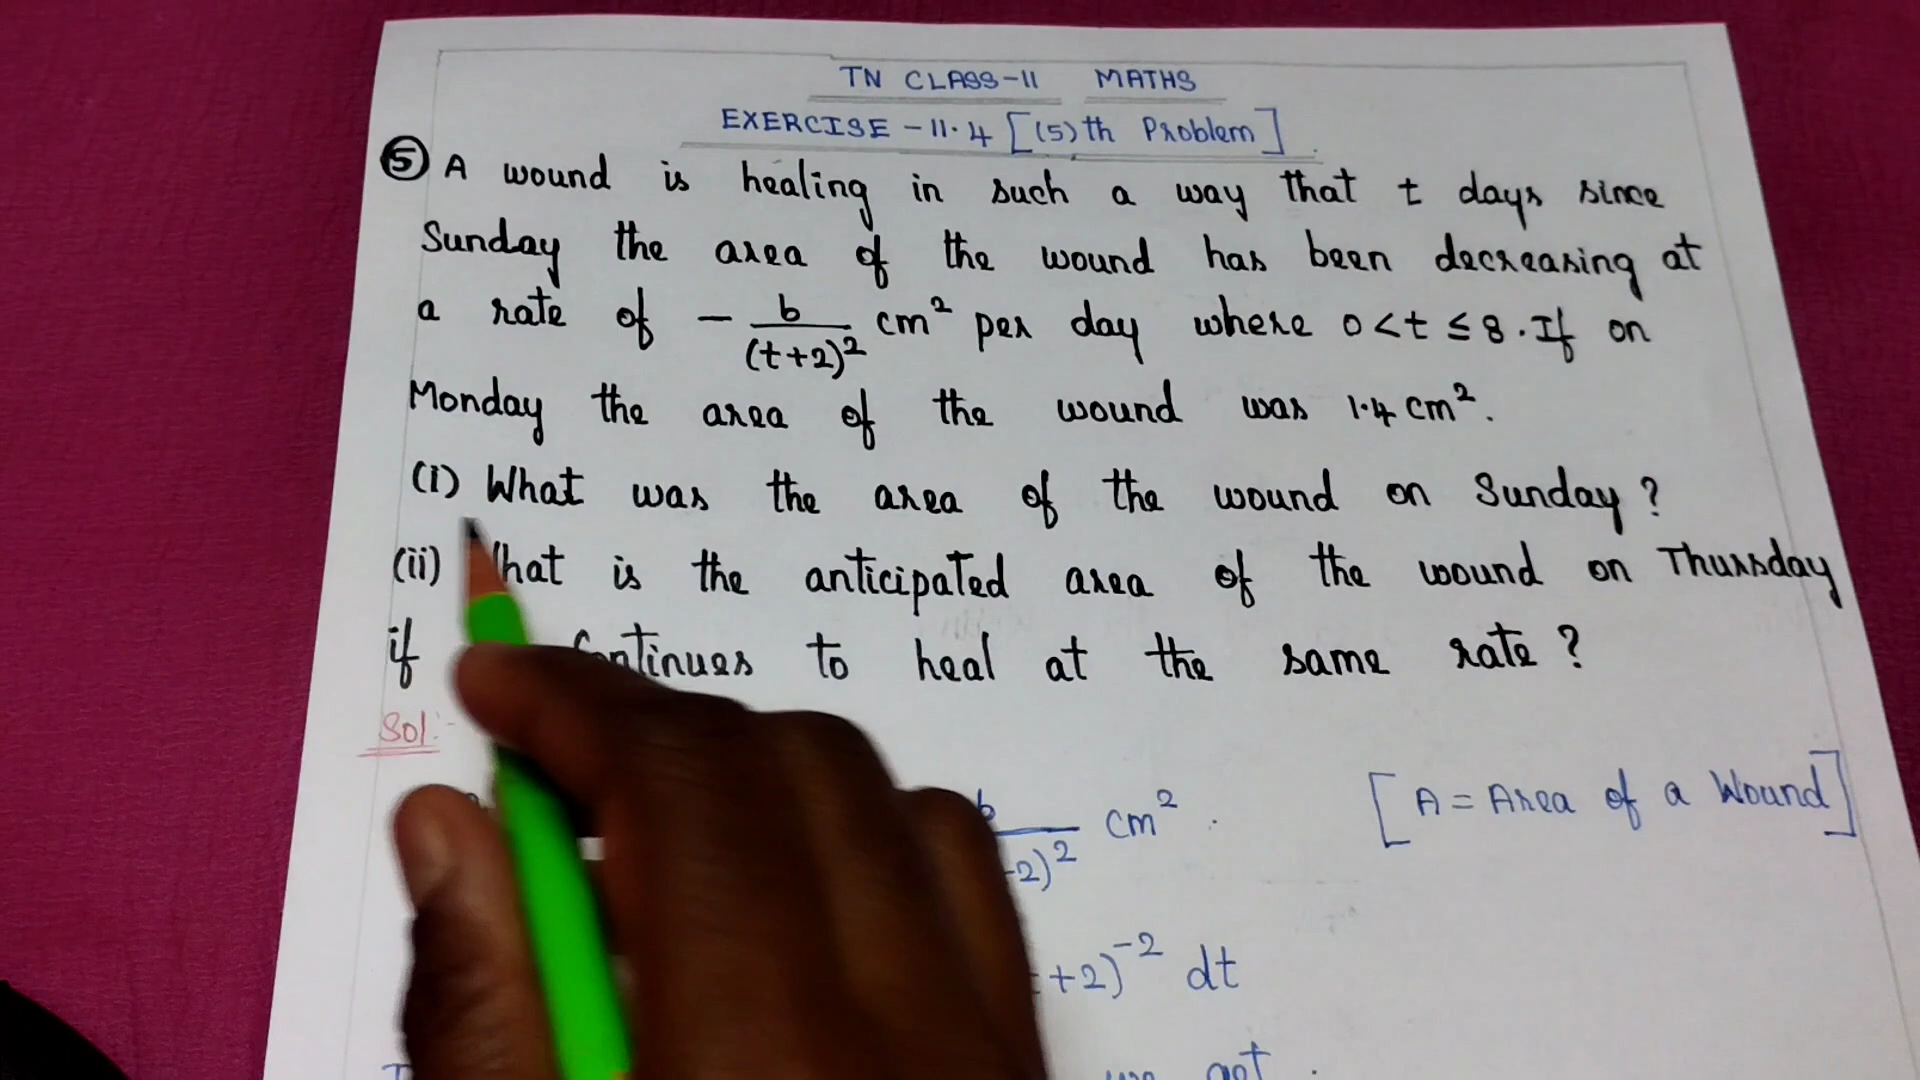 TN CLASS-11 MATHS
EXERCISE - 11.4 [(5)th Problem]
⑤ A wound is healing in such a way that t days since
Sunday the area of the wound has been decreasing at
a rate of - b/(t+2)² cm² per day where 0<t≤8. If on
Monday the area of the wound was 1.4 cm².
(i) What was the area of the wound on Sunday?
(ii) What is the anticipated area of the wound on Thursday
if continues to heal at the same rate?
Sol:-
cm² . [A = Area of a Wound]
+2)⁻² dt
we get